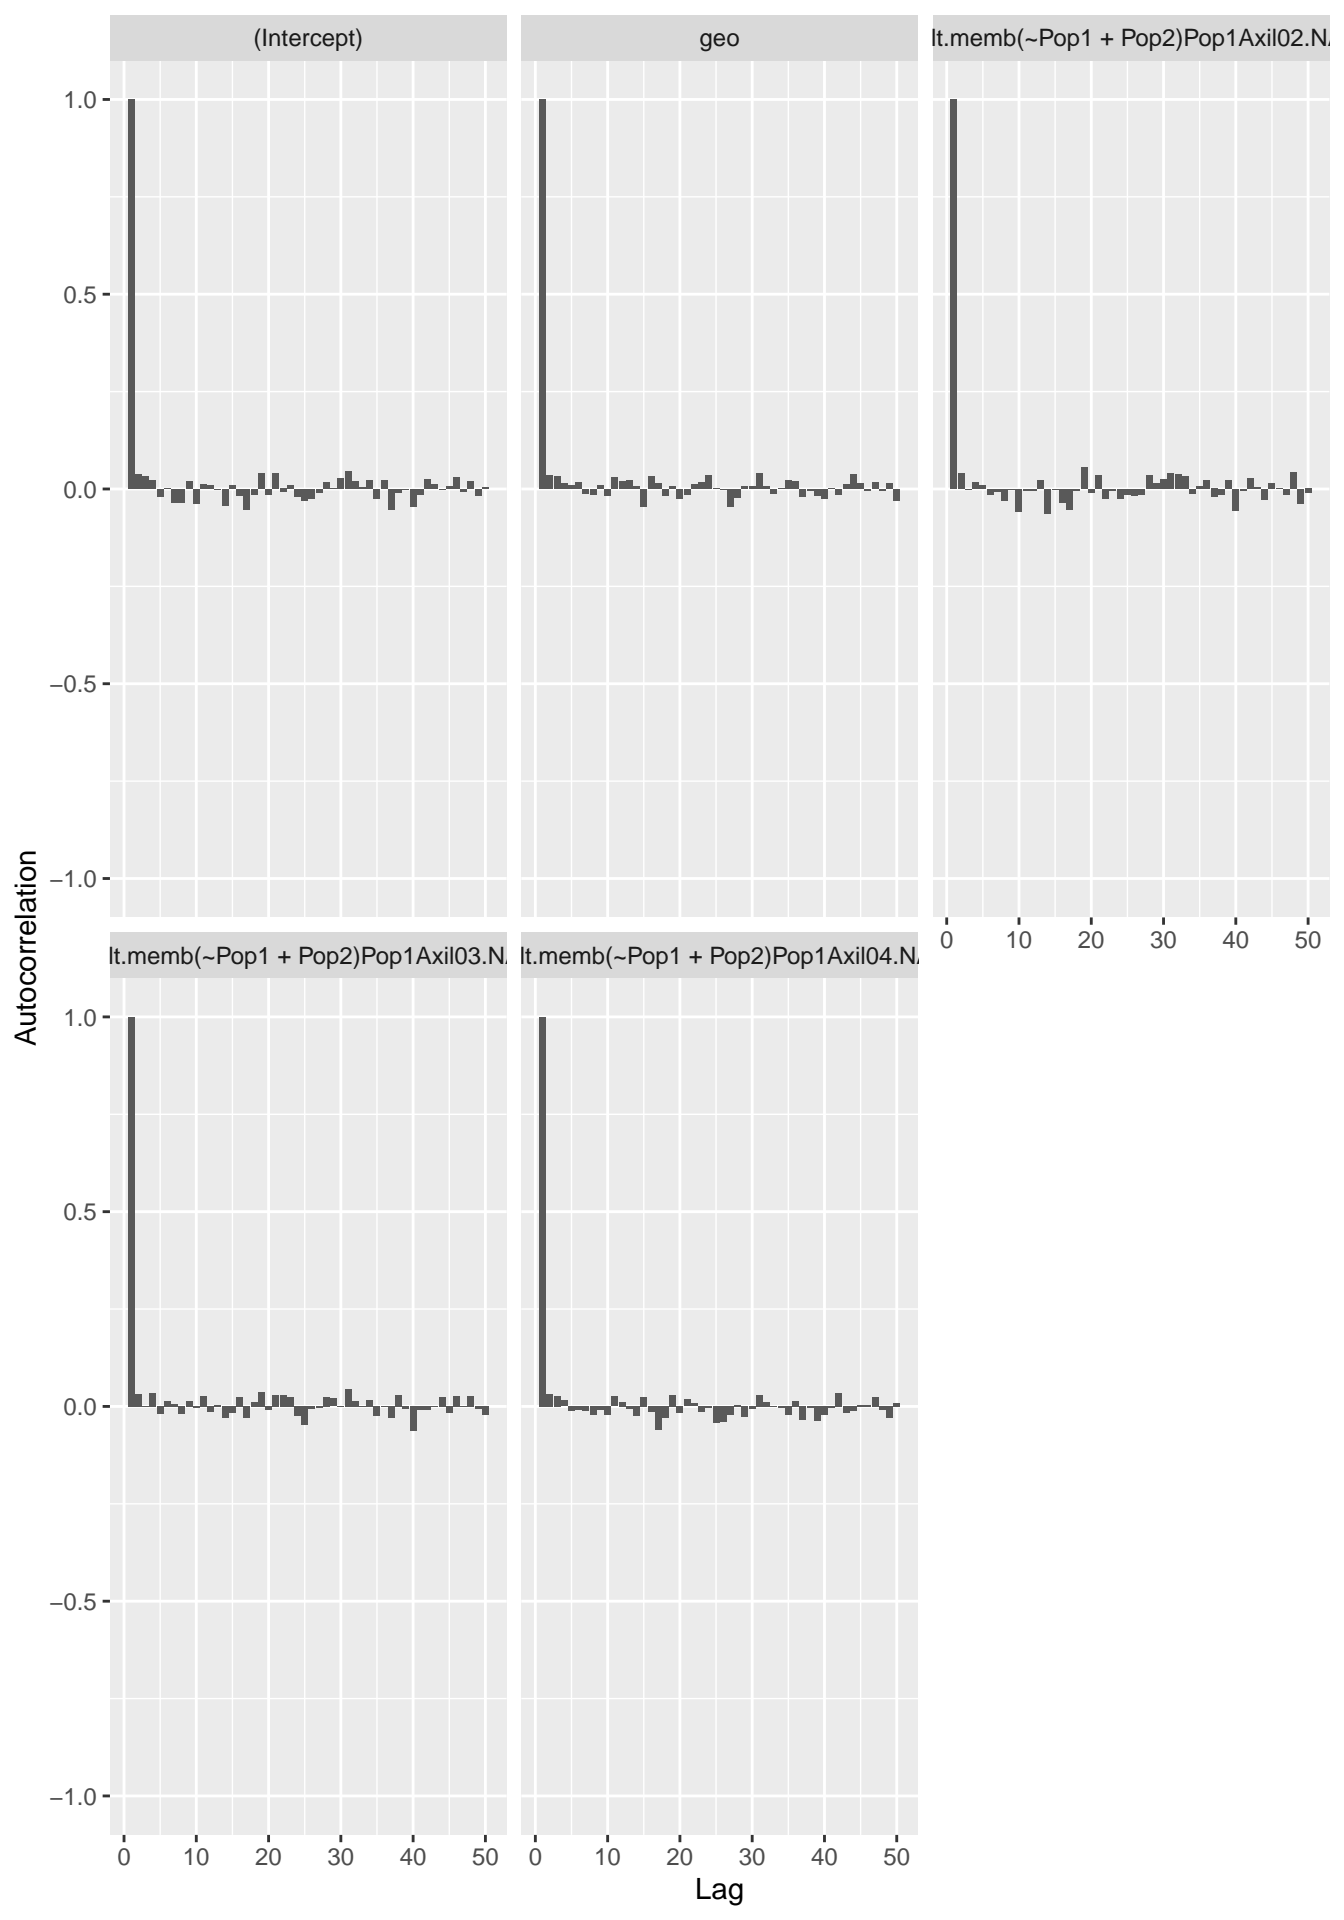 (Intercept)
geo
lt.memb(~Pop1 + Pop2)Pop1Axil02.N
1.0
0.5
0.0
−0.5
−1.0
0 10 20 30 40 50
lt.memb(~Pop1 + Pop2)Pop1Axil03.N
lt.memb(~Pop1 + Pop2)Pop1Axil04.N
1.0
0.5
0.0
−0.5
−1.0
0 10 20 30 40 50
0 10 20 30 40 50
Lag
Autocorrelation